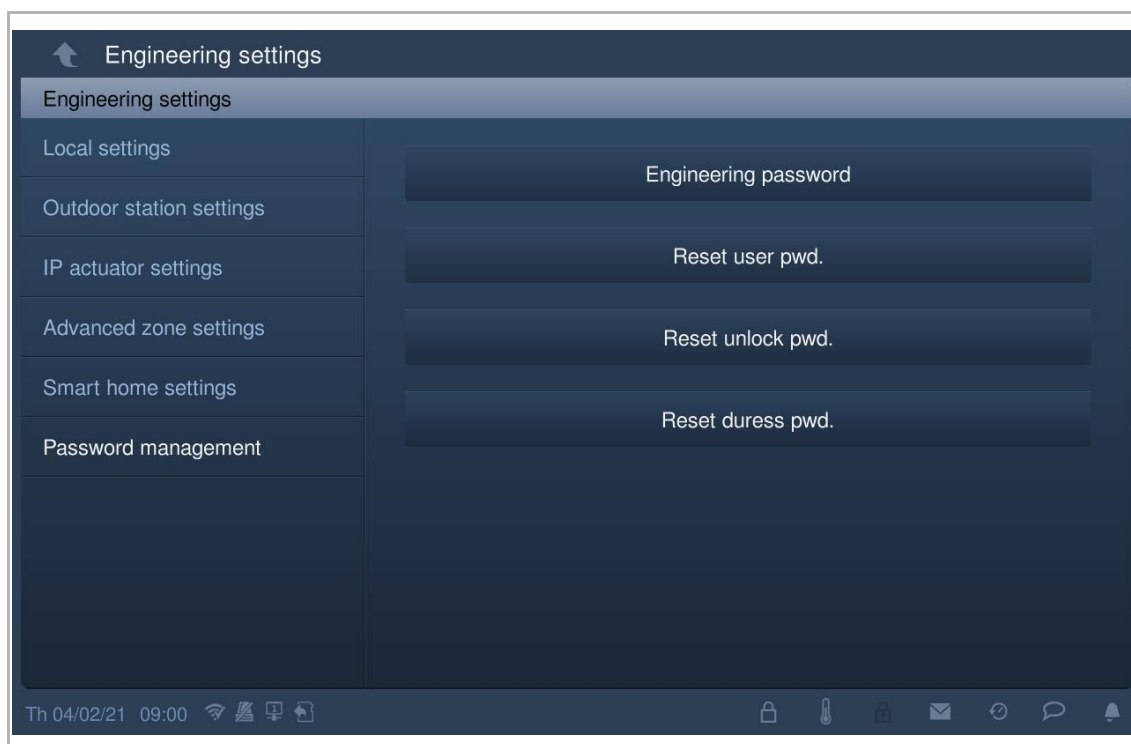 Engineering settings
Engineering settings
Local settings
Outdoor station settings
IP actuator settings
Advanced zone settings
Smart home settings
Password management
Engineering password
Reset user pwd.
Reset unlock pwd.
Reset duress pwd.
Th 04/02/21 09:00